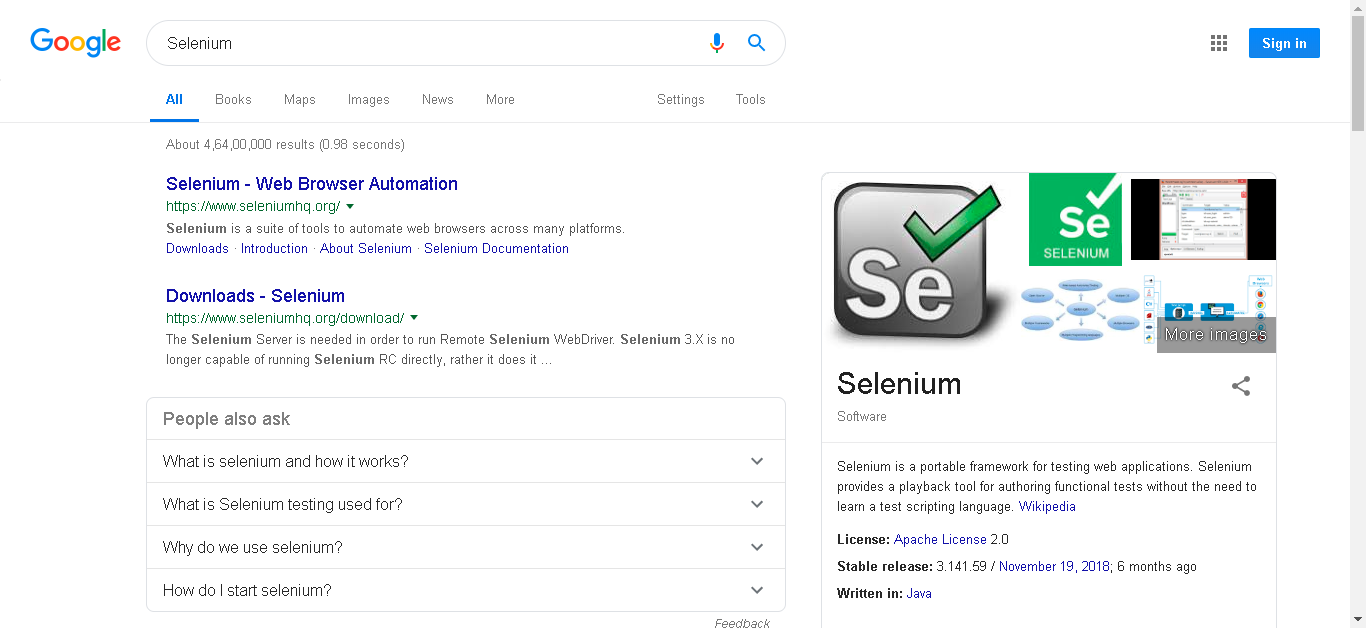 Google
Selenium
Sign in
All Books Maps Images News More Settings Tools
About 4,64,00,000 results (0.98 seconds)
Selenium - Web Browser Automation
https://www.seleniumhq.org/
Selenium is a suite of tools to automate web browsers across many platforms.
Downloads · Introduction · About Selenium · Selenium Documentation
Downloads - Selenium
https://www.seleniumhq.org/download/
The Selenium Server is needed in order to run Remote Selenium WebDriver. Selenium 3.X is no
longer capable of running Selenium RC directly, rather it does it ...
People also ask
What is selenium and how it works?
What is Selenium testing used for?
Why do we use selenium?
How do I start selenium?
Feedback
Se
Se
SELENIUM
More images
Selenium
Software
Selenium is a portable framework for testing web applications. Selenium
provides a playback tool for authoring functional tests without the need to
learn a test scripting language. Wikipedia
License: Apache License 2.0
Stable release: 3.141.59 / November 19, 2018; 6 months ago
Written in: Java